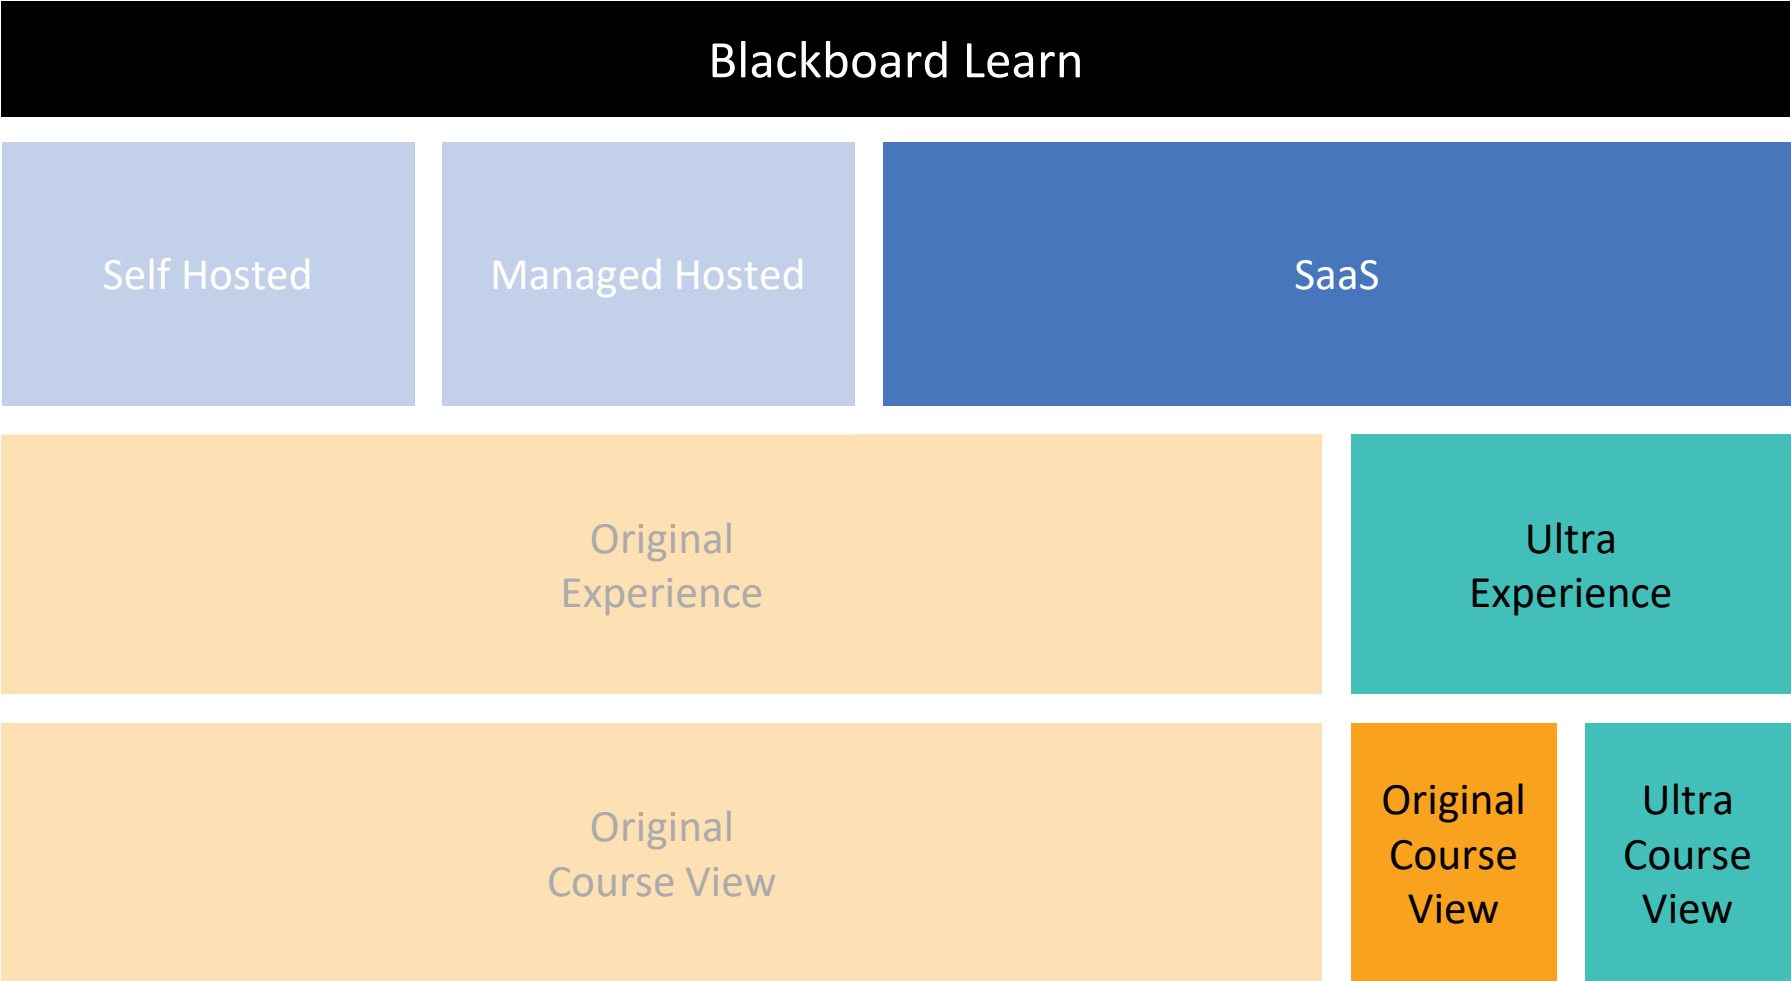 Blackboard Learn
Self Hosted
Managed Hosted
SaaS
Original
Experience
Ultra
Experience
Original
Course View
Original
Course
View
Ultra
Course
View